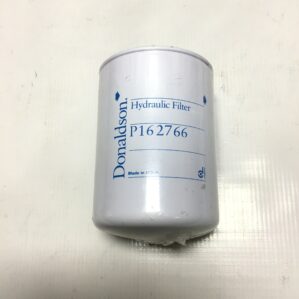 Donaldson.
Hydraulic Filter
P162766